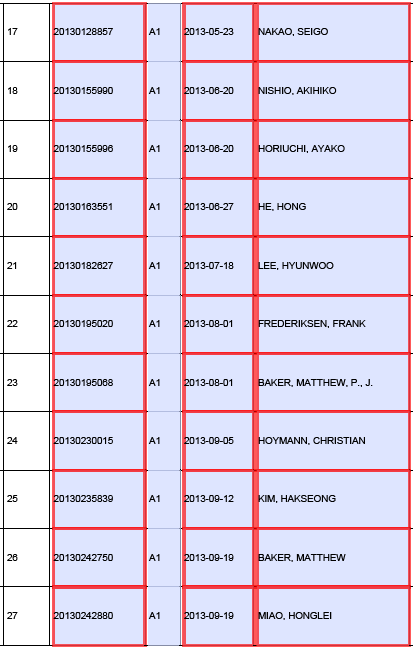 17 20130128857 A1 2013-05-23 NAKAO, SEIGO
18 20130155990 A1 2013-06-20 NISHIO, AKIHIKO
19 20130155996 A1 2013-06-20 HORIUCHI, AYAKO
20 20130163551 A1 2013-06-27 HE, HONG
21 20130182627 A1 2013-07-18 LEE, HYUNWOO
22 20130195020 A1 2013-08-01 FREDERIKSEN, FRANK
23 20130195068 A1 2013-08-01 BAKER, MATTHEW, P., J.
24 20130230015 A1 2013-09-05 HOYMANN, CHRISTIAN
25 20130235839 A1 2013-09-12 KIM, HAKSEONG
26 20130242750 A1 2013-09-19 BAKER, MATTHEW
27 20130242880 A1 2013-09-19 MIAO, HONGLEI